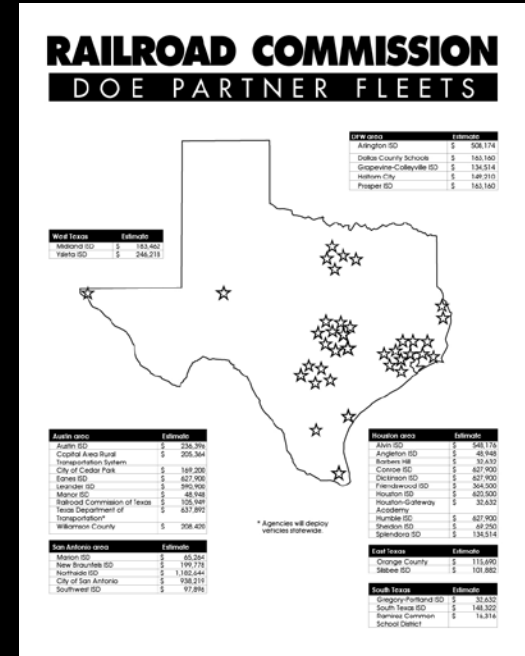 RAILROAD COMMISSION
DOE PARTNER FLEETS
DFW area Estimate
Arlington ISD $ 508,174
Dallas County Schools $ 163,160
Grapevine-Colleyville ISD $ 134,514
Haltom City $ 149,210
Prosper ISD $ 163,160
West Texas Estimate
Midland ISD $ 183,462
Ysleta ISD $ 246,218
Austin area Estimate
Austin ISD $ 236,396
Capital Area Rural $ 205,364
Transportation System
City of Cedar Park $ 169,200
Eanes ISD $ 627,900
Leander ISD $ 590,900
Manor ISD $ 48,948
Railroad Commission of Texas $ 105,949
Texas Department of $ 637,892
Transportation*
Williamson County $ 208,420
San Antonio area Estimate
Marion ISD $ 65,264
New Braunfels ISD $ 199,778
Northside ISD $ 1,182,644
City of San Antonio $ 938,219
Southwest ISD $ 97,896
* Agencies will deploy
vehicles statewide.
Houston area Estimate
Alvin ISD $ 548,176
Angleton ISD $ 48,948
Barbers Hill $ 32,632
Conroe ISD $ 627,900
Dickinson ISD $ 627,900
Friendswood ISD $ 364,500
Houston ISD $ 620,500
Houston-Gateway $ 32,632
Academy
Humble ISD $ 627,900
Sheldon ISD $ 69,250
Splendora ISD $ 134,514
East Texas Estimate
Orange County $ 115,690
Silsbee ISD $ 101,882
South Texas Estimate
Gregory-Portland ISD $ 32,632
South Texas ISD $ 148,322
Ramirez Common $ 16,316
School District